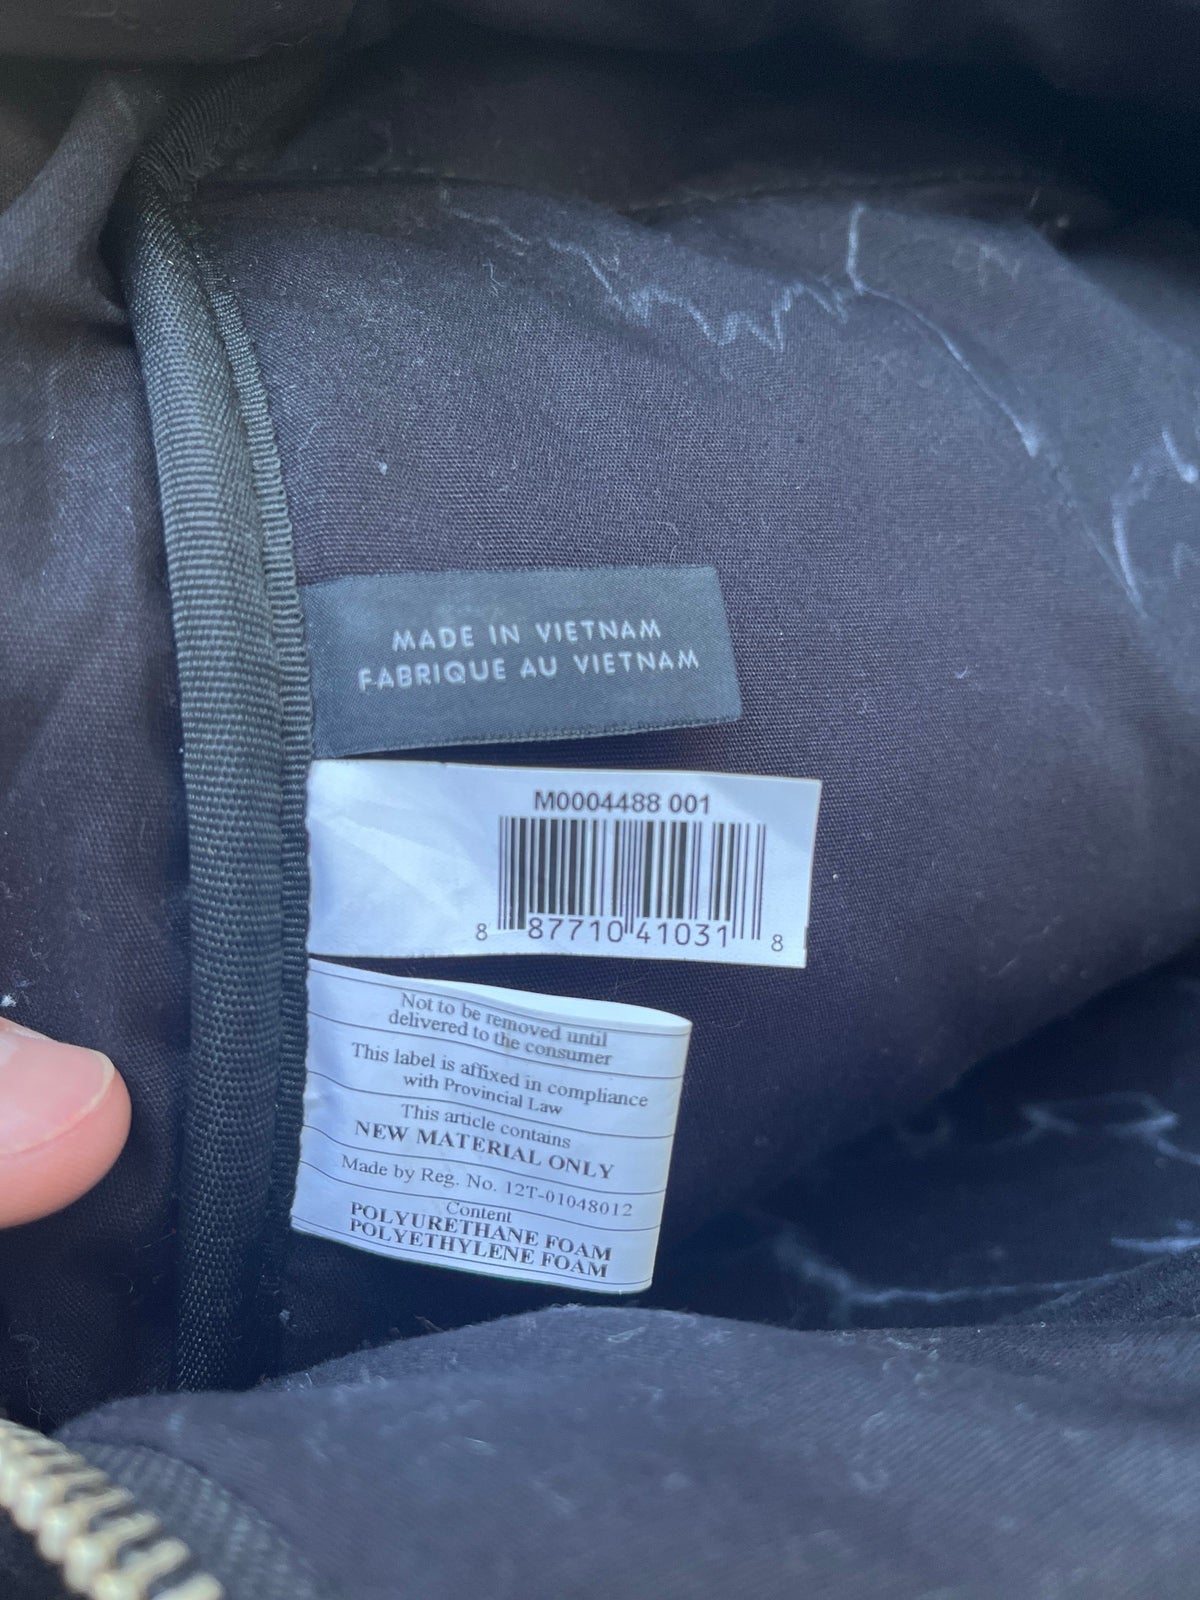 MADE IN VIETNAM
FABRIQUE AU VIETNAM
M0004488 001
8 87710 41031 8
Not to be removed until
delivered to the consumer
This label is affixed in compliance
with Provincial Law
This article contains
NEW MATERIAL ONLY
Made by Reg. No. 12T-01048012
Content
POLYURETHANE FOAM
POLYETHYLENE FOAM